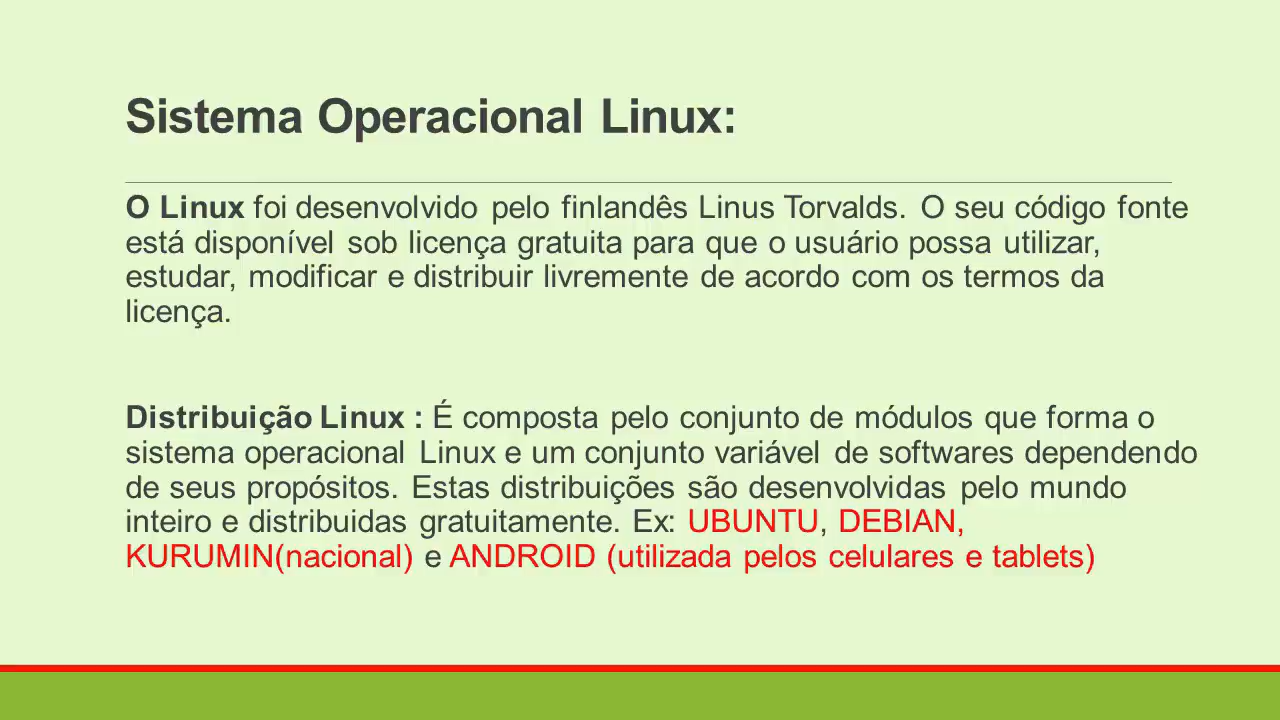 Sistema Operacional Linux:
O Linux foi desenvolvido pelo finlandês Linus Torvalds. O seu código fonte
está disponível sob licença gratuita para que o usuário possa utilizar,
estudar, modificar e distribuir livremente de acordo com os termos da
licença.
Distribuição Linux : É composta pelo conjunto de módulos que forma o
sistema operacional Linux e um conjunto variável de softwares dependendo
de seus propósitos. Estas distribuições são desenvolvidas pelo mundo
inteiro e distribuidas gratuitamente. Ex: UBUNTU, DEBIAN,
KURUMIN(nacional) e ANDROID (utilizada pelos celulares e tablets)